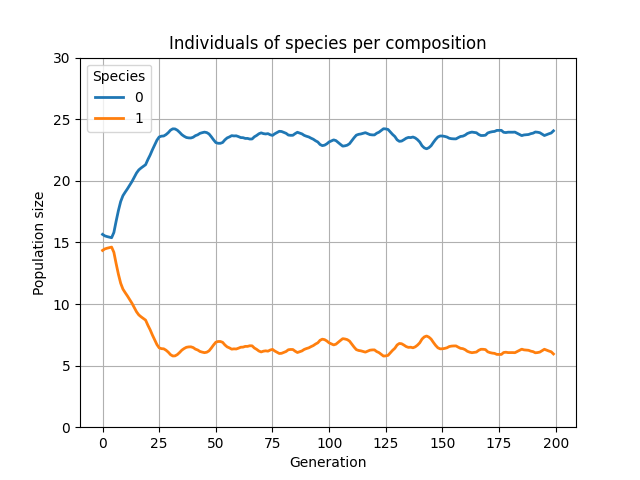 Individuals of species per composition
Species
0
1
Population size
30
25
20
15
10
5
0
0 25 50 75 100 125 150 175 200
Generation